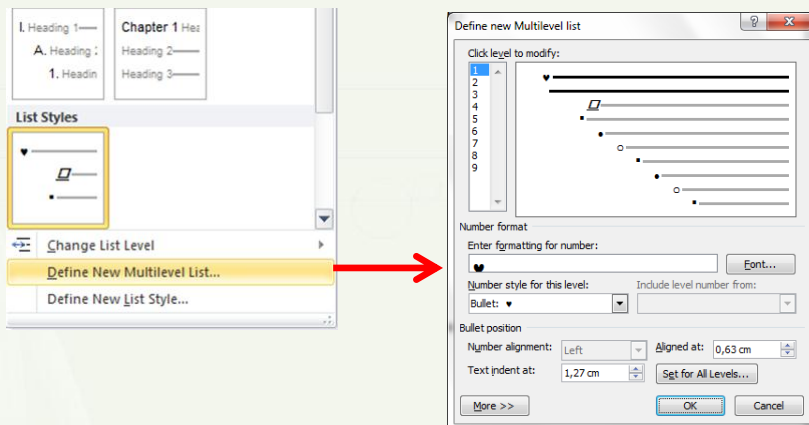 I. Heading 1
A. Heading 2
1. Headin
Chapter 1 Hea
Heading 2
Heading 3
List Styles
Change List Level
Define New Multilevel List...
Define New List Style...
Define new Multilevel list
Click level to modify:
1
2
3
4
5
6
7
8
9
Number format
Enter formatting for number:
Font...
Number style for this level:
Include level number from:
Bullet: ♥
Bullet position
Number alignment:
Left
Aligned at:
0,63 cm
Text indent at:
1,27 cm
Set for All Levels...
More >>
OK
Cancel